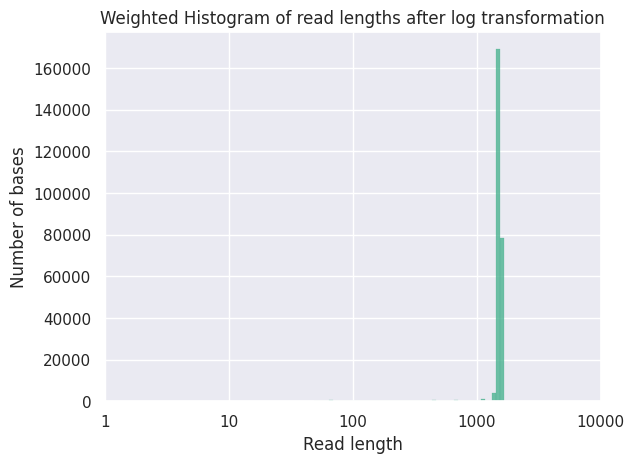 Weighted Histogram of read lengths after log transformation
Number of bases
160000
140000
120000
100000
80000
60000
40000
20000
0
1 10 100 1000 10000
Read length